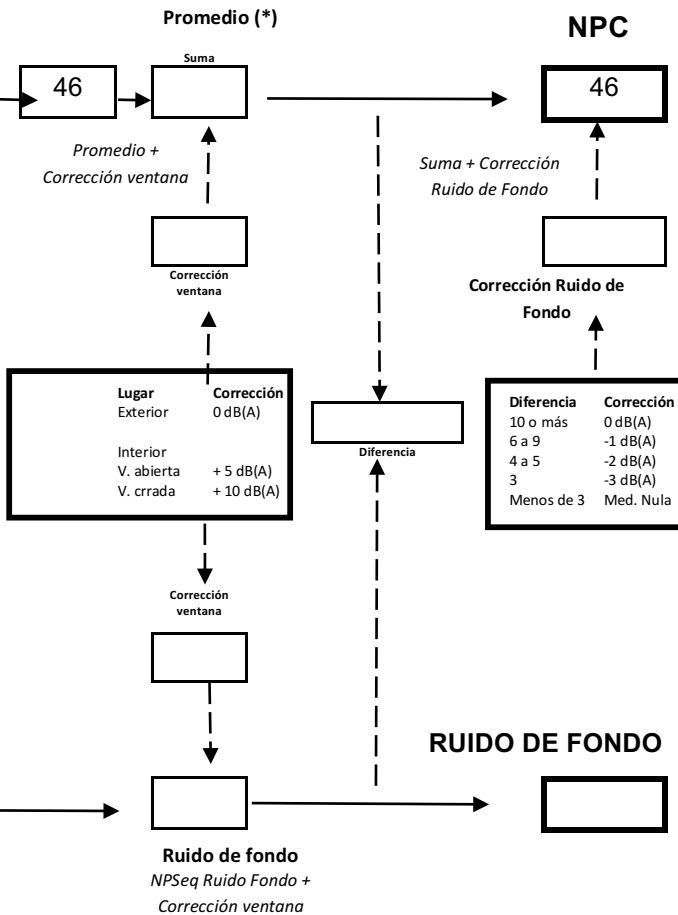 Promedio (*)
NPC
Suma
46
46
Promedio +
Corrección ventana
Suma + Corrección
Ruido de Fondo
Corrección
ventana
Corrección Ruido de
Fondo
Lugar Corrección
Exterior 0 dB(A)
Interior
V. abierta + 5 dB(A)
V. crrada + 10 dB(A)
Diferencia
Diferencia Corrección
10 o más 0 dB(A)
6 a 9 -1 dB(A)
4 a 5 -2 dB(A)
3 -3 dB(A)
Menos de 3 Med. Nula
Corrección
ventana
RUIDO DE FONDO
Ruido de fondo
NPSeq Ruido Fondo +
Corrección ventana